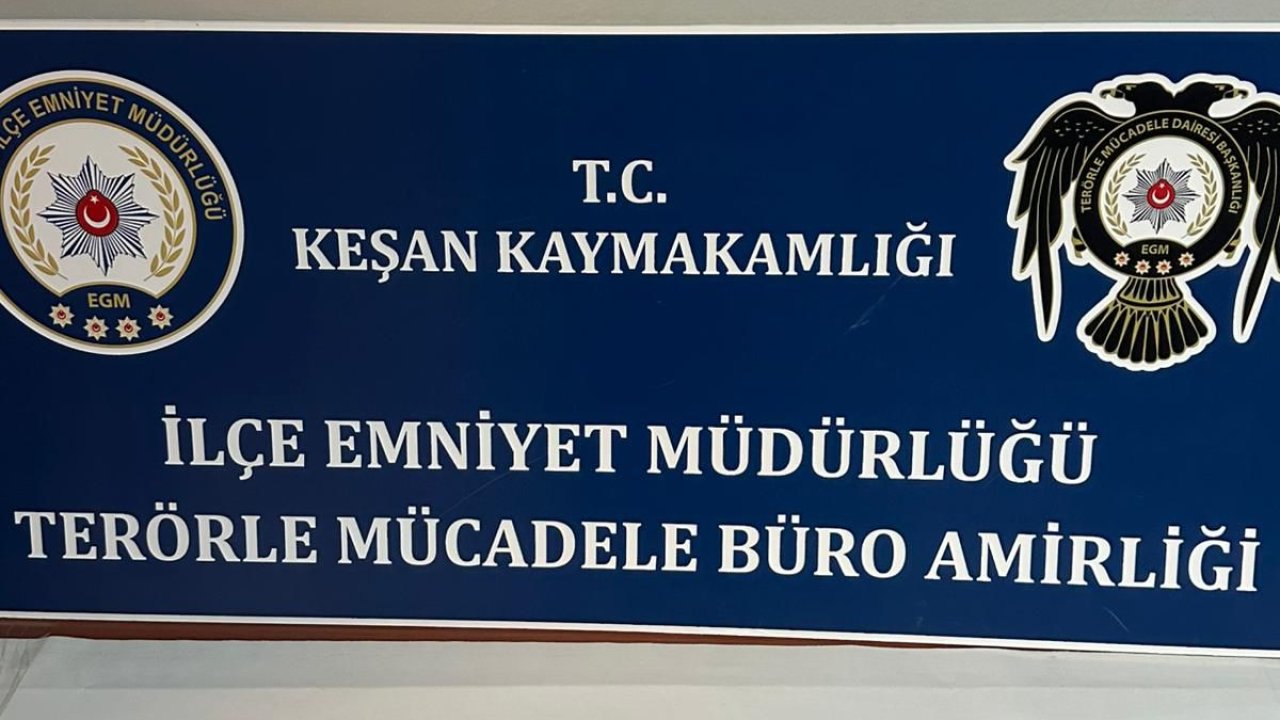 T.C.
KEŞAN KAYMAKAMLIĞI
İLÇE EMNİYET MÜDÜRLÜĞÜ
TERÖRLE MÜCADELE BÜRO AMİRLİĞİ
İLÇE EMNİYET MÜDÜRLÜĞÜ
EGM
TERÖRLE MÜCADELE DAİRESİ BAŞKANLIĞI
EGM